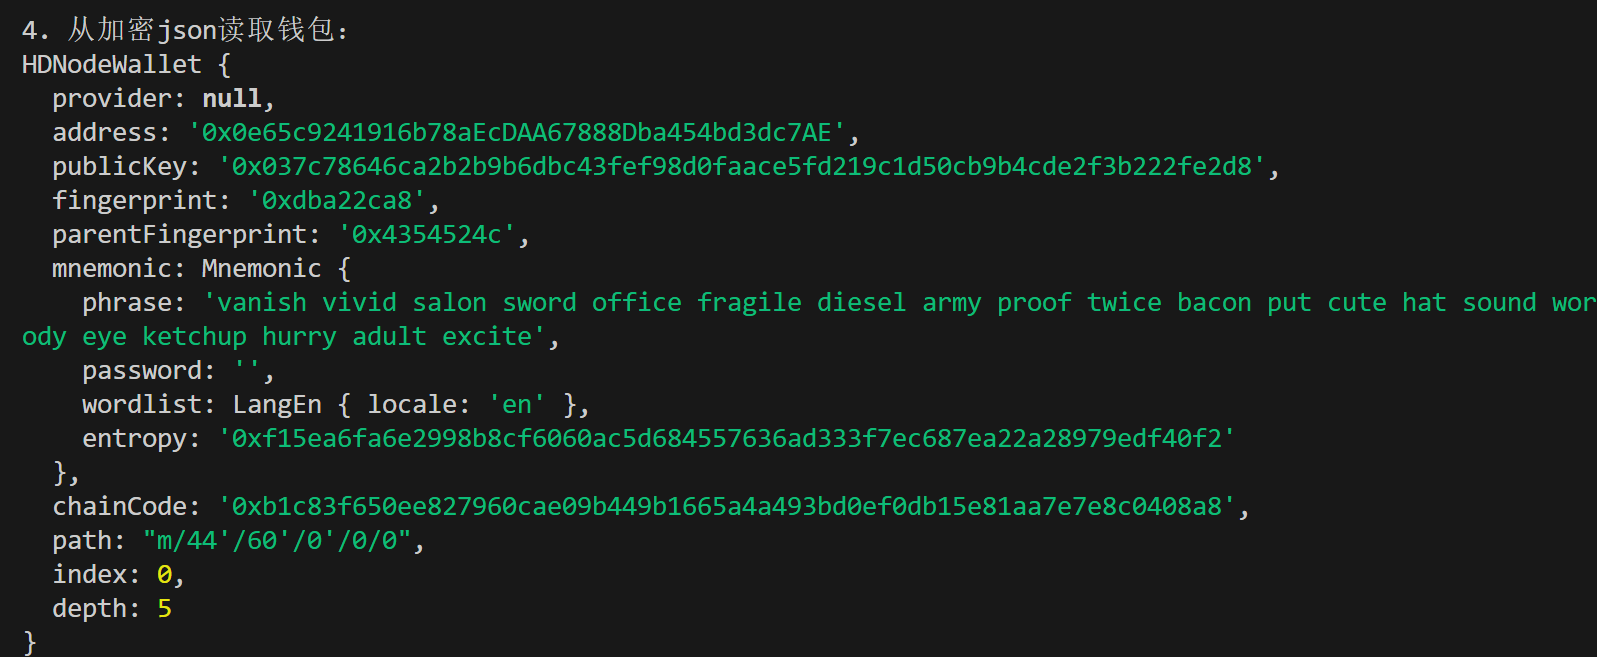 4. 从加密json读取钱包：
HDNodeWallet {
provider: null,
address: '0x0e65c9241916b78aEcDAA67888Dba454bd3dc7AE',
publicKey: '0x037c78646ca2b2b9b6dbc43fef98d0faace5fd219c1d50cb9b4cde2f3b222fe2d8',
fingerprint: '0xdba22ca8',
parentFingerprint: '0x4354524c',
mnemonic: Mnemonic {
phrase: 'vanish vivid salon sword office fragile diesel army proof twice bacon put cute hat sound wor
ody eye ketchup hurry adult excite',
password: '',
wordlist: LangEn { locale: 'en' },
entropy: '0xf15ea6fa6e2998b8cf6060ac5d684557636ad333f7ec687ea22a28979edf40f2'
},
chainCode: '0xb1c83f650ee827960cae09b449b1665a4a493bd0ef0db15e81aa7e7e8c0408a8',
path: "m/44'/60'/0'/0/0",
index: 0,
depth: 5
}